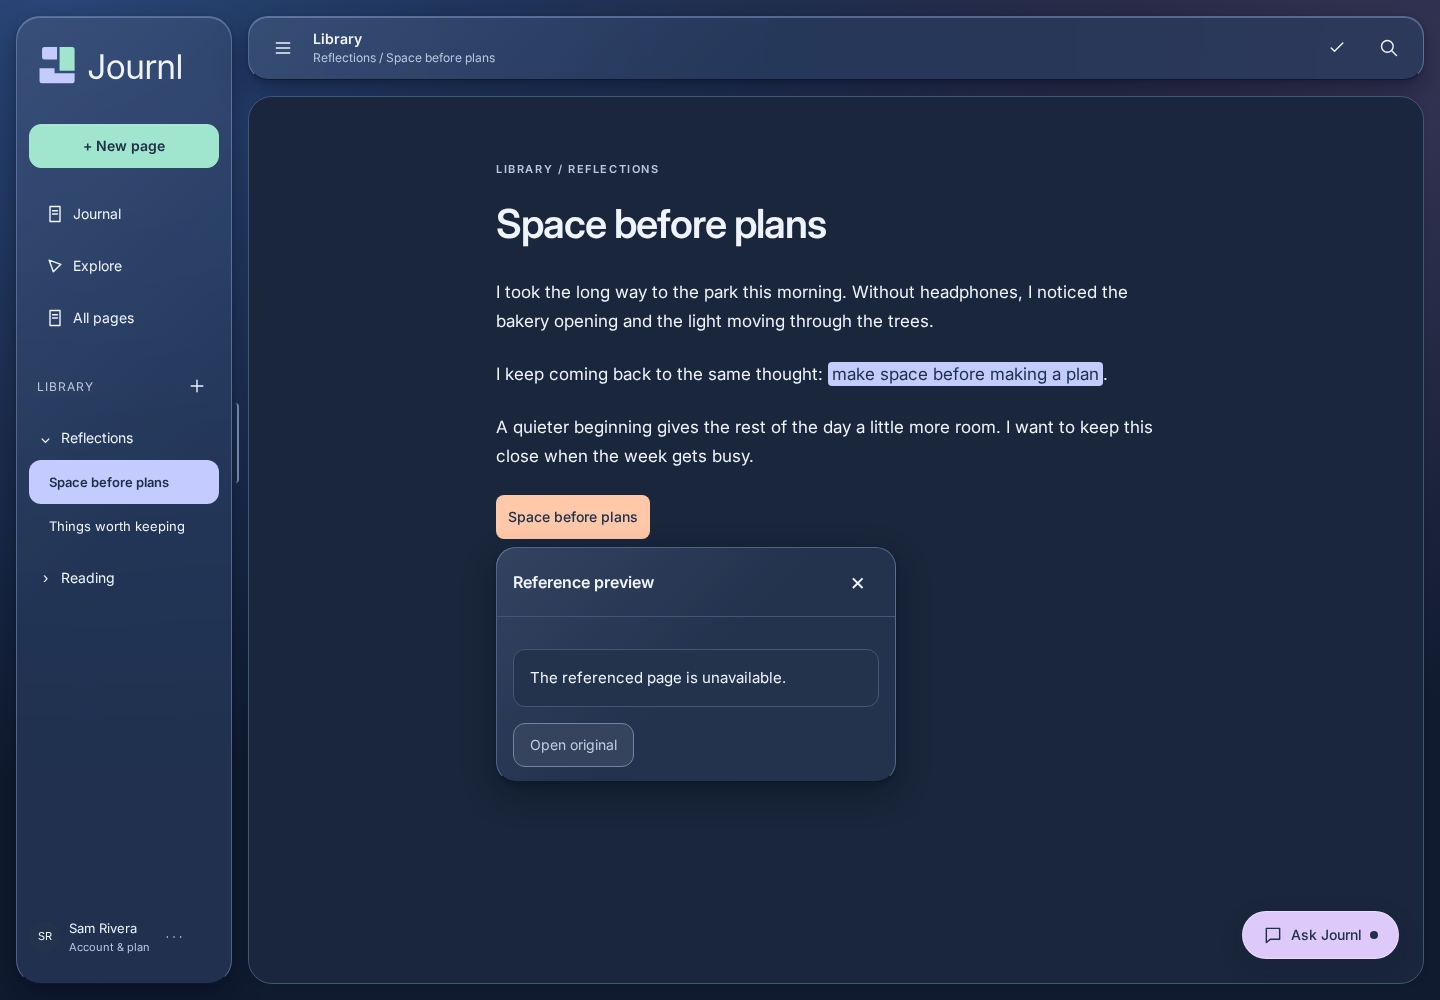 Journl
+ New page
Journal
Explore
All pages
LIBRARY
Reflections
Space before plans
Things worth keeping
Reading
SR
Sam Rivera
Account & plan
...
Library
Reflections / Space before plans
LIBRARY / REFLECTIONS
Space before plans
I took the long way to the park this morning. Without headphones, I noticed the
bakery opening and the light moving through the trees.
I keep coming back to the same thought: make space before making a plan.
A quieter beginning gives the rest of the day a little more room. I want to keep this
close when the week gets busy.
Space before plans
Reference preview
The referenced page is unavailable.
Open original
Ask Journl